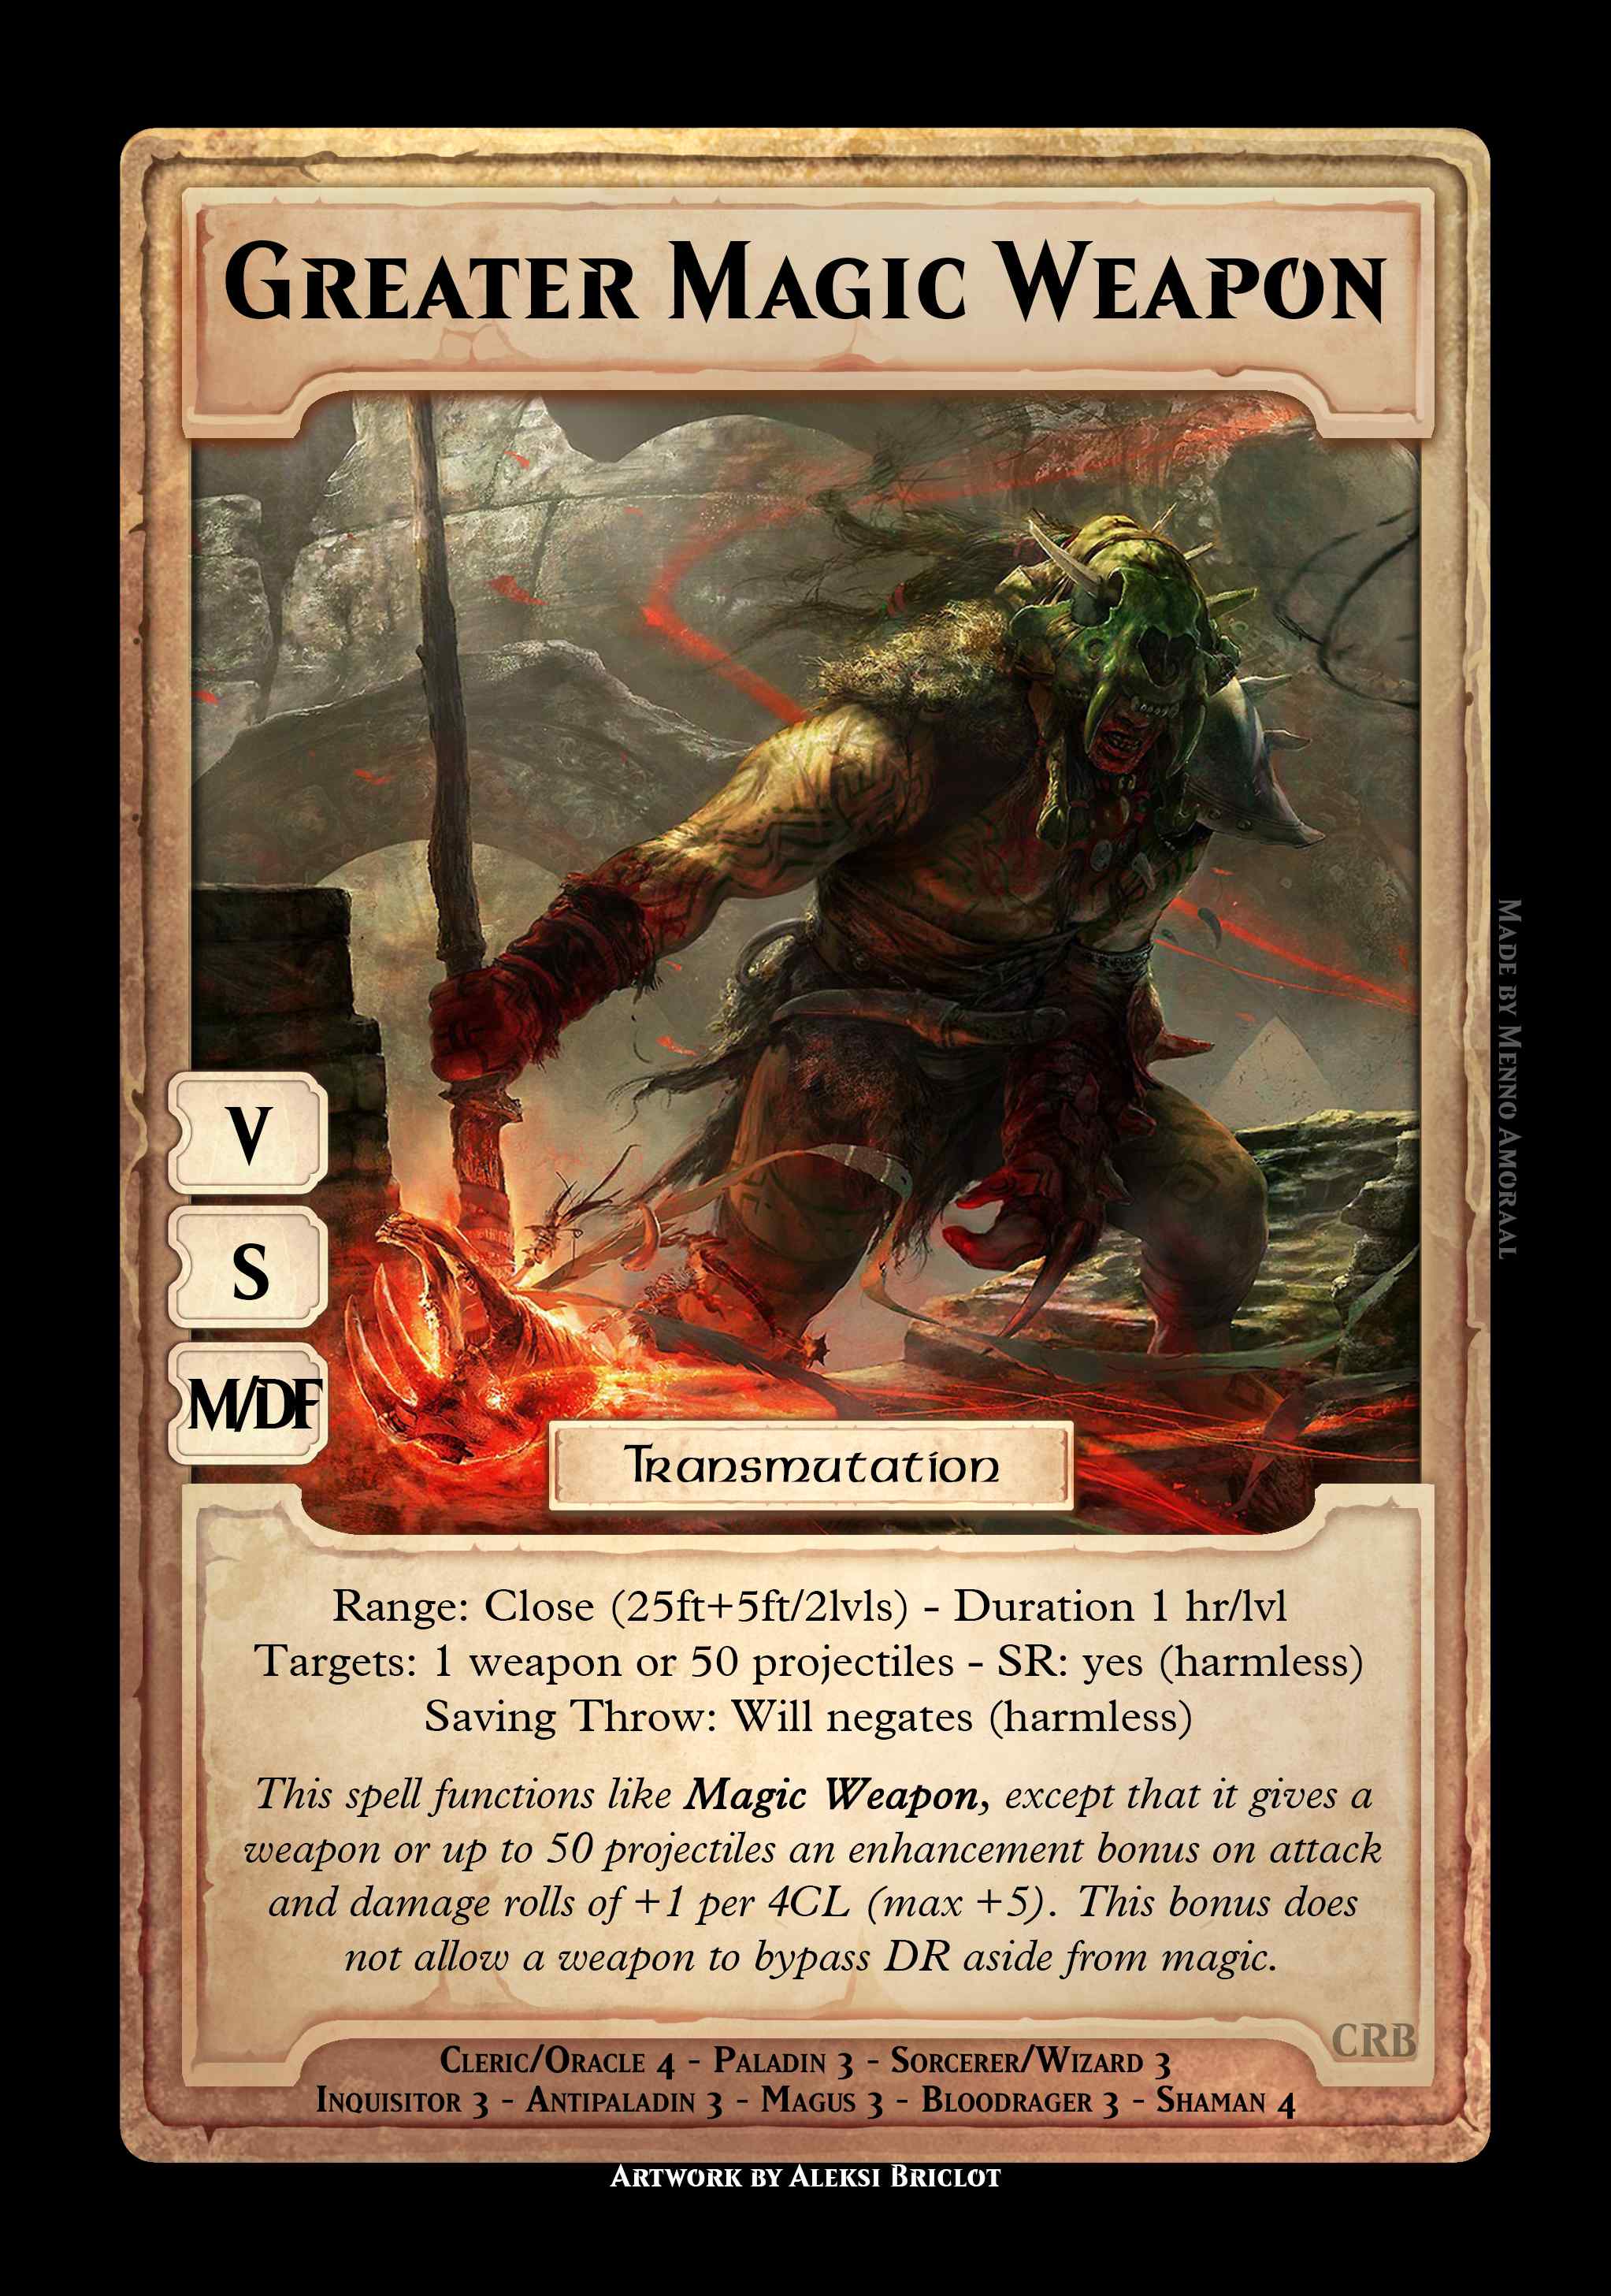 Greater Magic Weapon
Made by Menno Amoraal
V
S
M/DF
Transmutation
Range: Close (25ft+5ft/2lvls) - Duration 1 hr/lvl
Targets: 1 weapon or 50 projectiles - SR: yes (harmless)
Saving Throw: Will negates (harmless)
This spell functions like Magic Weapon, except that it gives a
weapon or up to 50 projectiles an enhancement bonus on attack
and damage rolls of +1 per 4CL (max +5). This bonus does
not allow a weapon to bypass DR aside from magic.
CRB
Cleric/Oracle 4 - Paladin 3 - Sorcerer/Wizard 3
Inquisitor 3 - Antipaladin 3 - Magus 3 - Bloodrager 3 - Shaman 4
Artwork by Aleksi Briclot